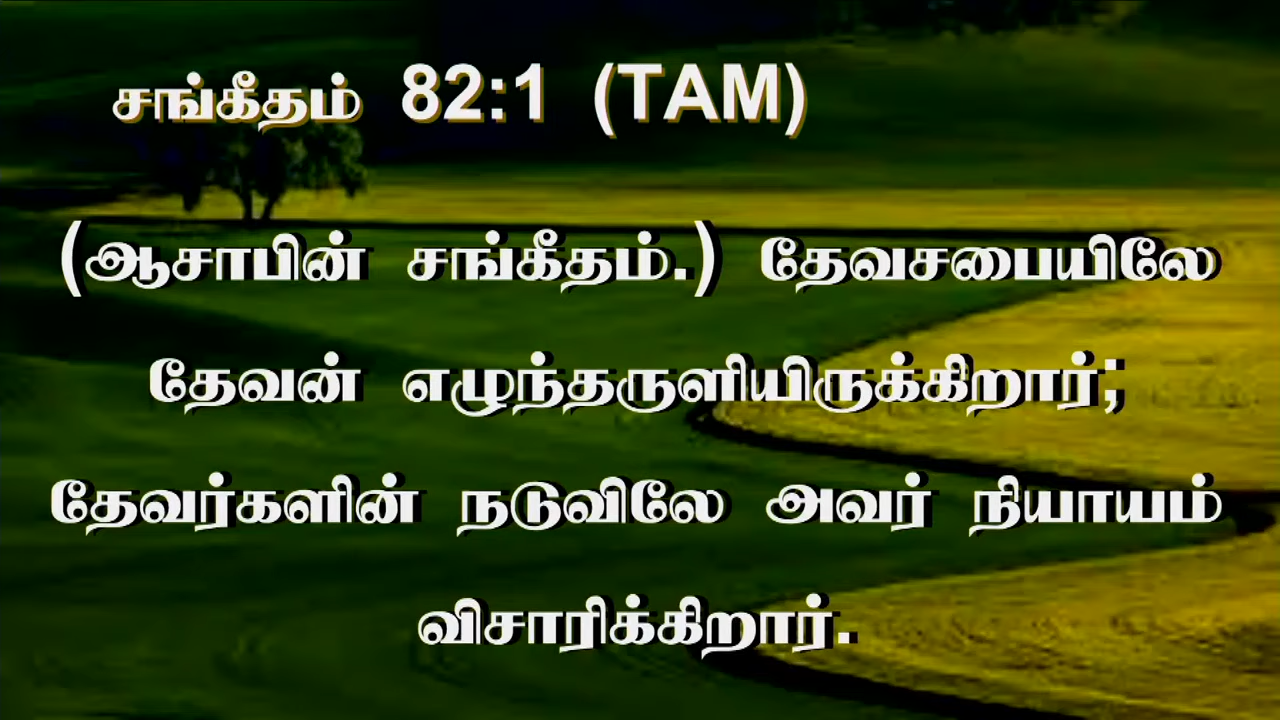 சங்கீதம் 82:1 (TAM)
(ஆசாபின் சங்கீதம்.) தேவசபையிலே
தேவன் எழுந்தருளியிருக்கிறார்;
தேவர்களின் நடுவிலே அவர் நியாயம்
விசாரிக்கிறார்.